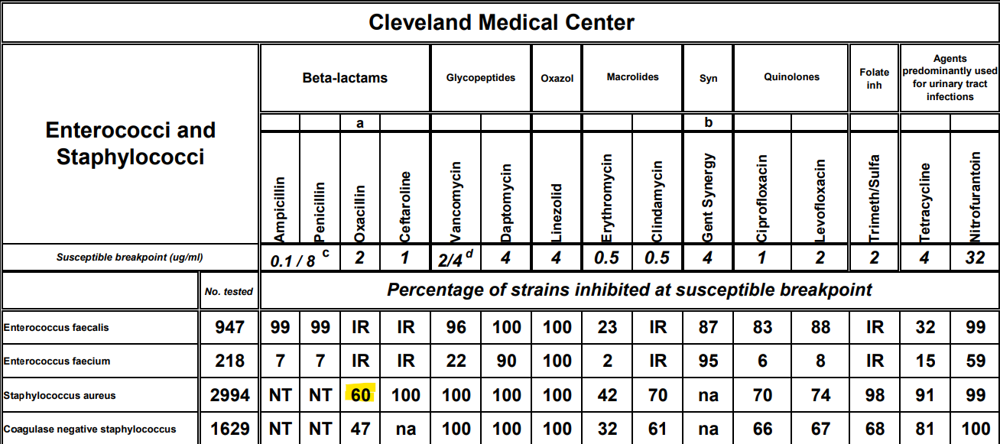 Cleveland Medical Center
Enterococci and
Staphylococci
Beta-lactams
Glycopeptides
Oxazol
Macrolides
Syn
Quinolones
Folate
inh
Agents
predominantly used
for urinary tract
infections
a
b
Ampicillin
Penicillin
Oxacillin
Ceftaroline
Vancomycin
Daptomycin
Linezolid
Erythromycin
Clindamycin
Gent Synergy
Ciprofloxacin
Levofloxacin
Trimeth/Sulfa
Tetracycline
Nitrofurantoin
Susceptible breakpoint (ug/ml) 0.1 / 8 c 2 1 2/4 d 4 4 0.5 0.5 4 1 2 2 4 32
No. tested Percentage of strains inhibited at susceptible breakpoint
Enterococcus faecalis 947 99 99 IR IR 96 100 100 23 IR 87 83 88 IR 32 99
Enterococcus faecium 218 7 7 IR IR 22 90 100 2 IR 95 6 8 IR 15 59
Staphylococcus aureus 2994 NT NT 60 100 100 100 100 42 70 na 70 74 98 91 99
Coagulase negative staphylococcus 1629 NT NT 47 na 100 100 100 32 61 na 66 67 68 81 100